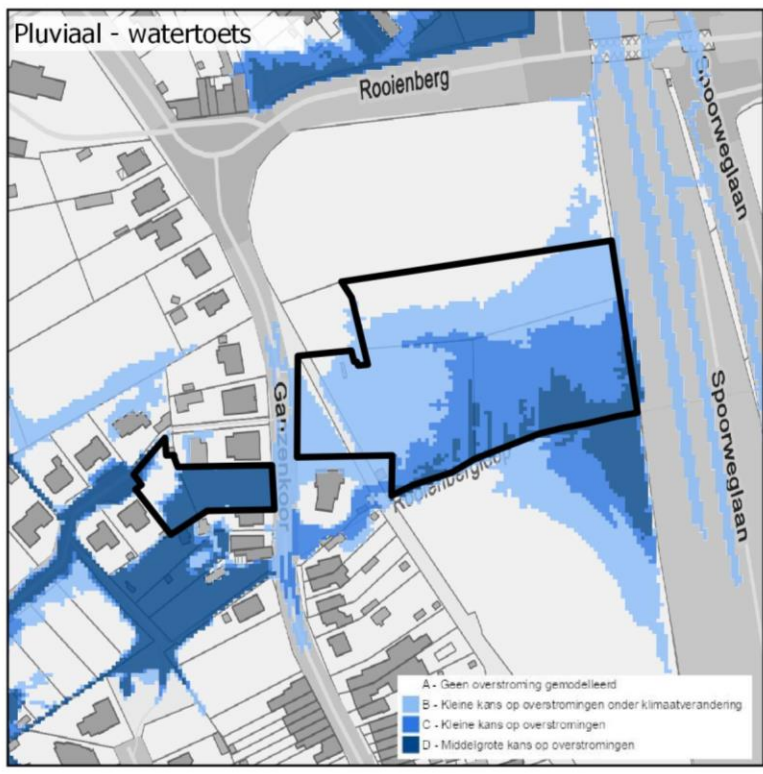 Pluviaal - watertoets
Rooienberg
Spoorweglaan
Ganzenkoor
Rooienbergloop
Spoorweglaan
A - Geen overstroming gemodelleerd
B - Kleine kans op overstromingen onder klimaatverandering
C - Kleine kans op overstromingen
D - Middelgrote kans op overstromingen